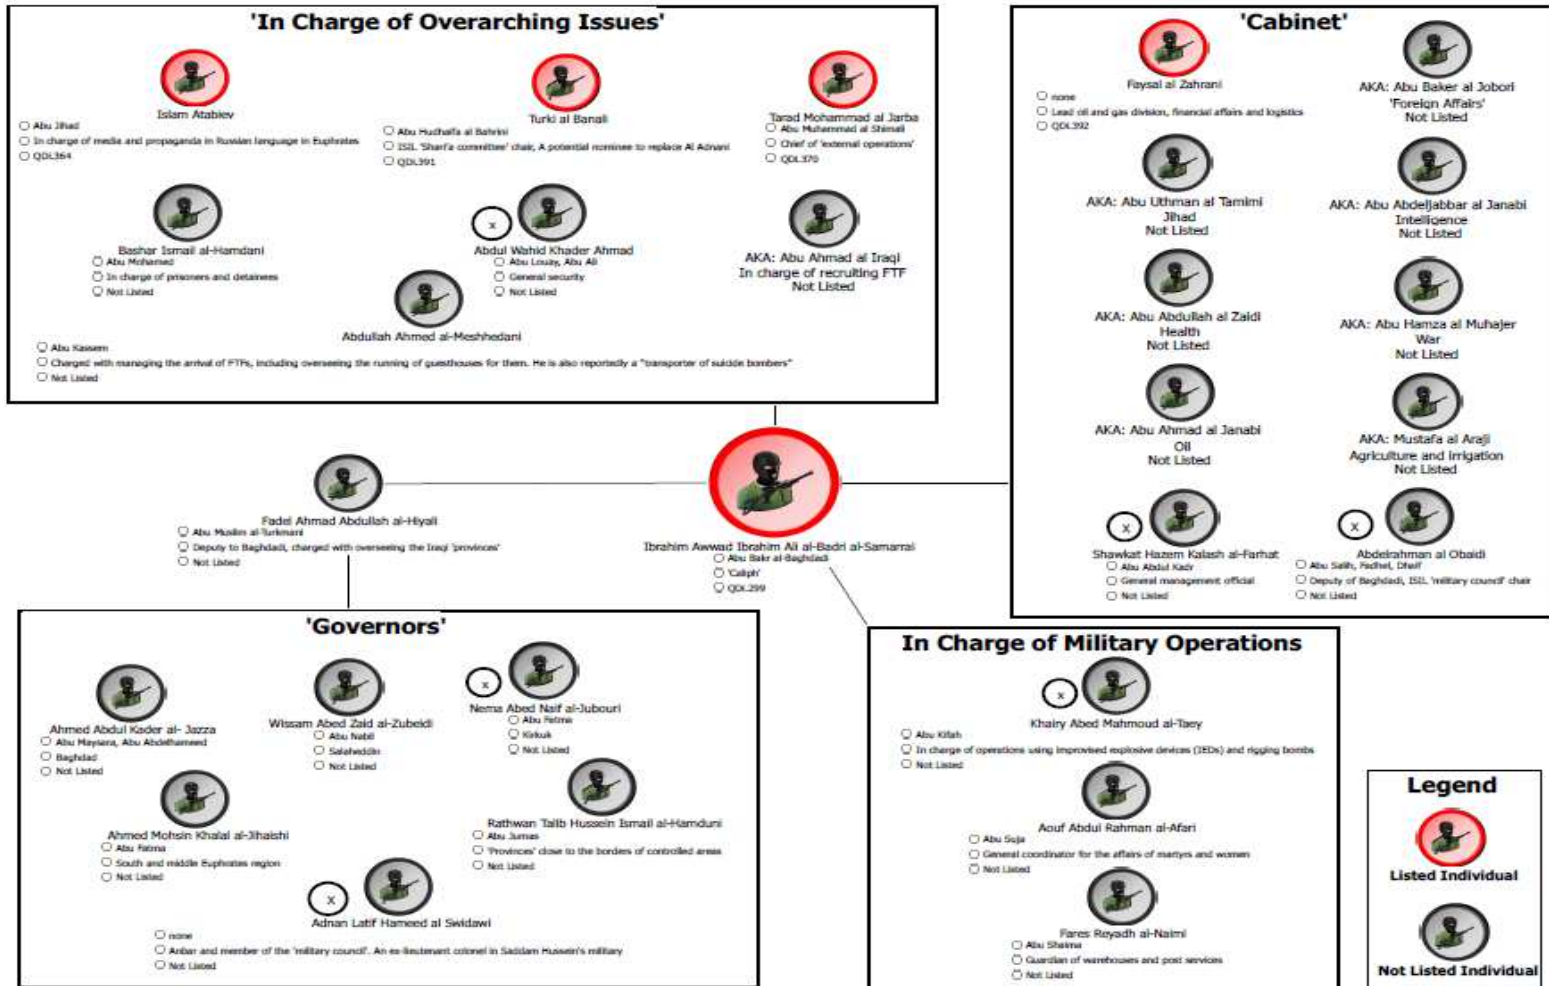 'In Charge of Overarching Issues'
Islam Atabiev
Abu Jihad
In charge of media and propaganda in Russian language in Euphrates
QDi.364
Turki al Banali
Abu Hudhaifa al Bahrini
ISIL 'Shari'a committee' chair, A potential nominee to replace Al Adnani
QDi.391
Tarad Mohammad al Jarba
Abu Muhammad al Shimali
Chief of 'external operations'
QDi.370
Bashar Ismail al-Hamdani
Abu Mohamed
In charge of prisoners and detainees
Not Listed
x
Abdul Wahid Khader Ahmad
Abu Louay, Abu Ali
General security
Not Listed
AKA: Abu Ahmad al Iraqi
In charge of recruiting FTF
Not Listed
Abdullah Ahmed al-Meshhedani
Abu Kassem
Charged with managing the arrival of FTFs, including overseeing the running of guesthouses for them. He is also reportedly a "transporter of suicide bombers"
Not Listed
'Cabinet'
Faysal al Zahrani
none
Lead oil and gas division, financial affairs and logistics
QDi.392
AKA: Abu Baker al Jobori
'Foreign Affairs'
Not Listed
AKA: Abu Uthman al Tamimi
Jihad
Not Listed
AKA: Abu Abdeljabbar al Janabi
Intelligence
Not Listed
AKA: Abu Abdullah al Zaidi
Health
Not Listed
AKA: Abu Hamza al Muhajer
War
Not Listed
AKA: Abu Ahmad al Janabi
Oil
Not Listed
AKA: Mustafa al Araji
Agriculture and irrigation
Not Listed
x
Shawkat Hazem Kalash al-Farhat
Abu Abdul Kadr
General management official
Not Listed
x
Abdelrahman al Obaidi
Abu Salih, Fadhel, Dhaif
Deputy of Baghdadi, ISIL 'military council' chair
Not Listed
Fadel Ahmad Abdullah al-Hiyali
Abu Muslim al-Turkmani
Deputy to Baghdadi, charged with overseeing the Iraqi 'provinces'
Not Listed
Ibrahim Awwad Ibrahim Ali al-Badri al-Samarrai
Abu Bakr al-Baghdadi
'Caliph'
QDi.299
'Governors'
Ahmed Abdul Kader al- Jazza
Abu Maysara, Abu Abdelhameed
Baghdad
Not Listed
Wissam Abed Zaid al-Zubeidi
Abu Nabil
Salaheddin
Not Listed
x
Nema Abed Naif al-Jubouri
Abu Fatma
Kirkuk
Not Listed
Ahmed Mohsin Khalal al-Jihaishi
Abu Fatma
South and middle Euphrates region
Not Listed
Rathwan Talib Hussein Ismail al-Hamduni
Abu Jurnas
'Provinces' close to the borders of controlled areas
Not Listed
x
Adnan Latif Hameed al Swidawi
none
Anbar and member of the 'military council'. An ex-lieutenant colonel in Saddam Hussein's military
Not Listed
In Charge of Military Operations
x
Khairy Abed Mahmoud al-Taey
Abu Kifah
In charge of operations using improvised explosive devices (IEDs) and rigging bombs
Not Listed
Aouf Abdul Rahman al-Afari
Abu Suja
General coordinator for the affairs of martyrs and women
Not Listed
Fares Reyadh al-Naimi
Abu Shaima
Guardian of warehouses and post services
Not Listed
Legend
Listed Individual
Not Listed Individual